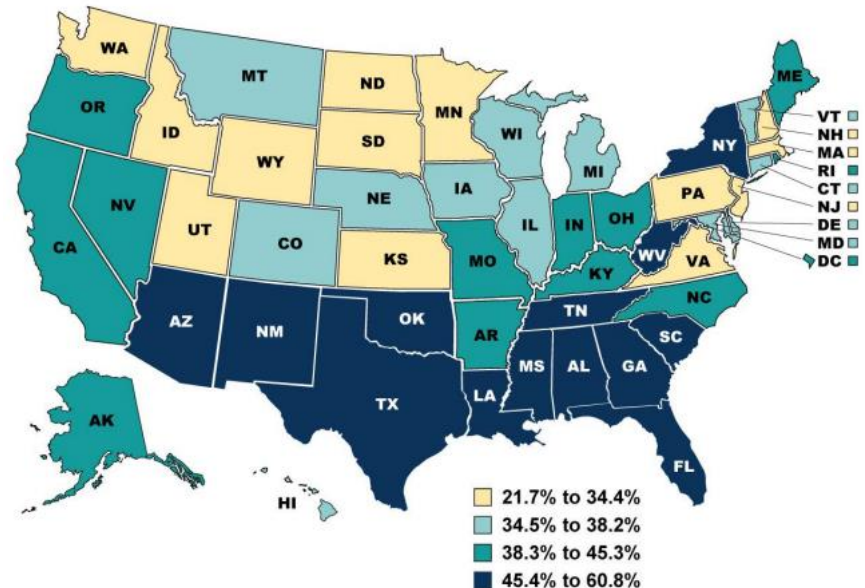 WA
MT
ND
MN
ME
OR
ID
SD
WI
VT
NH
WY
MI
NY
MA
RI
NE
IA
PA
CT
NV
UT
CO
IL
IN
OH
NJ
DE
CA
KS
MO
WV
VA
MD
DC
KY
NC
AZ
NM
OK
AR
TN
SC
MS
AL
GA
TX
LA
AK
FL
HI
21.7% to 34.4%
34.5% to 38.2%
38.3% to 45.3%
45.4% to 60.8%